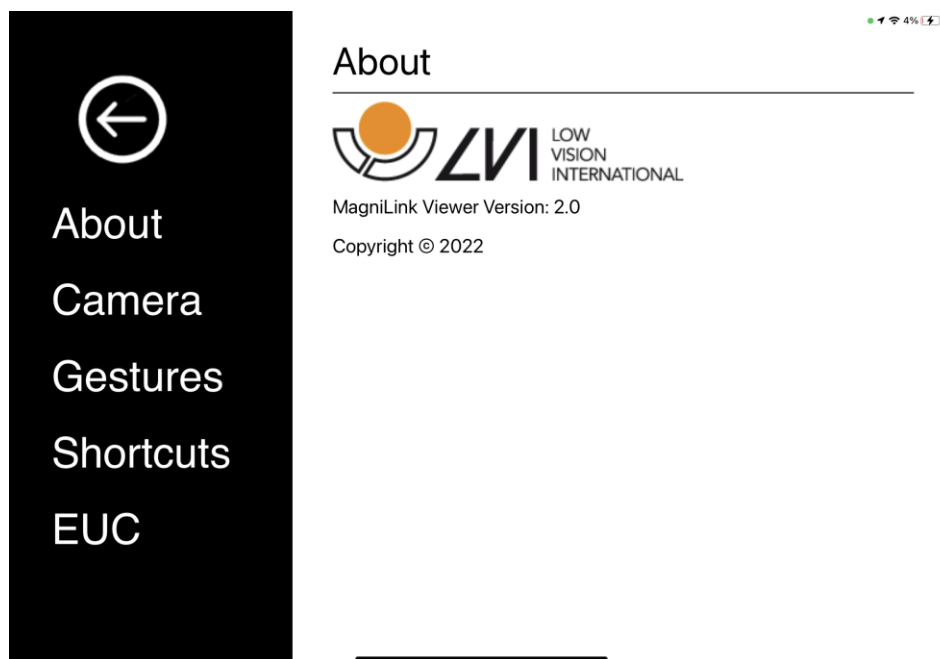 4%
About
Camera
Gestures
Shortcuts
EUC
About
LVI
LOW
VISION
INTERNATIONAL
MagniLink Viewer Version: 2.0
Copyright © 2022